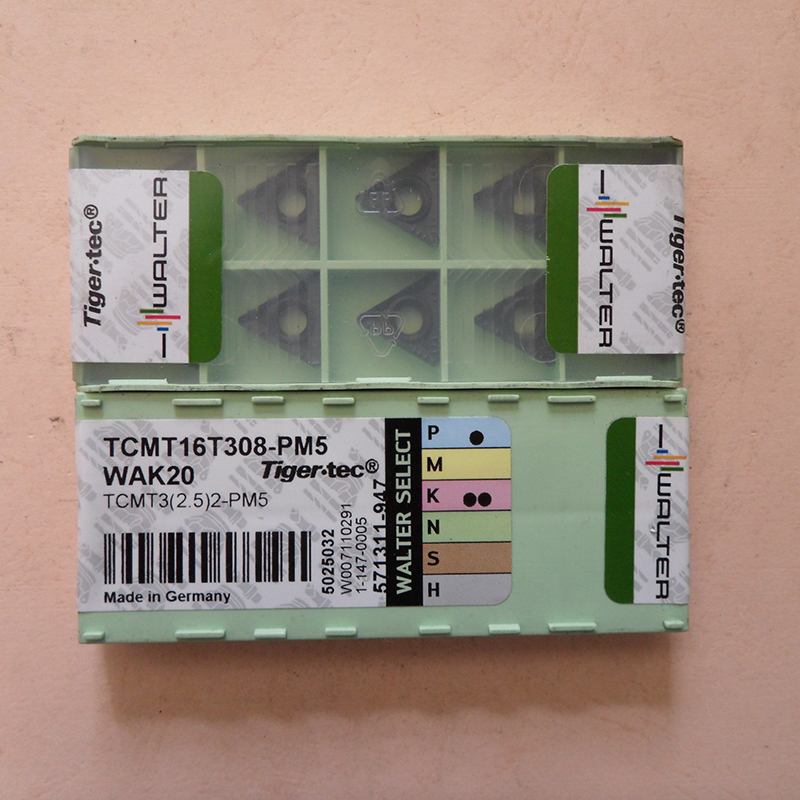 Tiger·tec®
WALTER
WALTER
Tiger·tec®
TCMT16T308-PM5
WAK20
Tiger·tec®
TCMT3(2.5)2-PM5
Made in Germany
5025032
W007110291
1-147-0005
571311-947
WALTER SELECT
P
M
K
N
S
H
WALTER